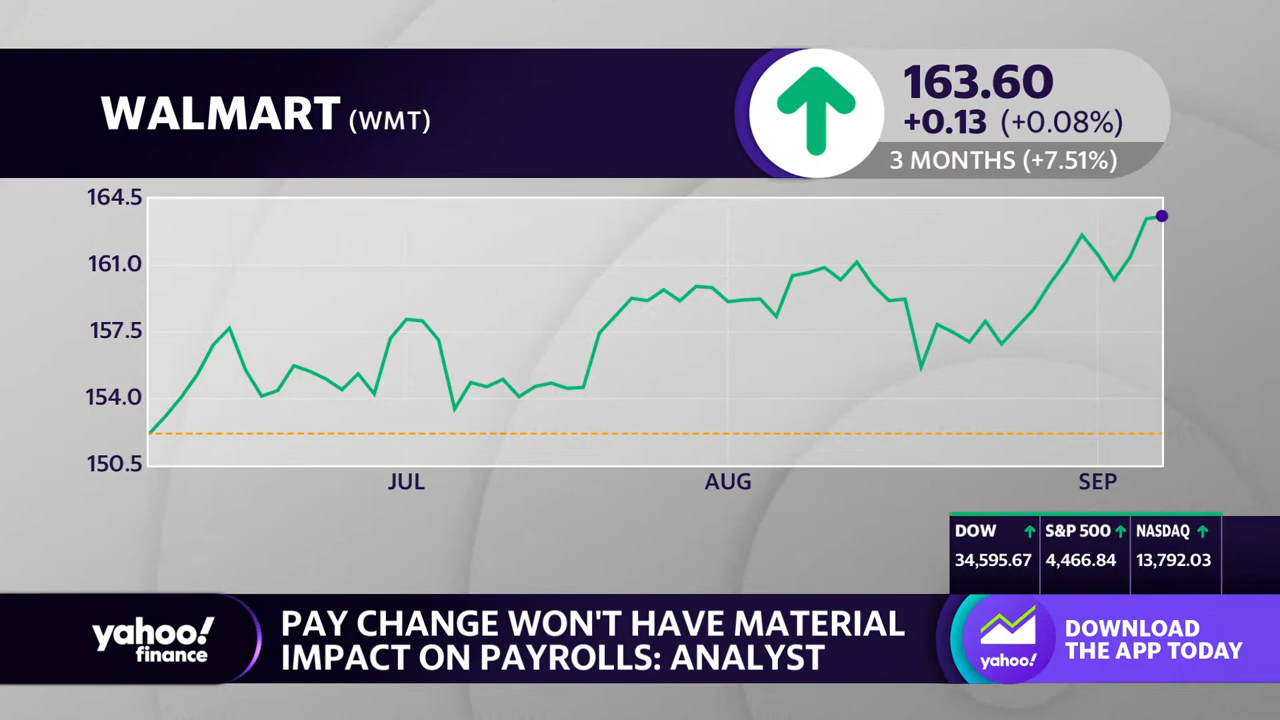 WALMART (WMT)
163.60
+0.13 (+0.08%)
3 MONTHS (+7.51%)
164.5
161.0
157.5
154.0
150.5
JUL AUG SEP
DOW S&P 500 NASDAQ
34,595.67 4,466.84 13,792.03
yahoo!
finance
PAY CHANGE WON'T HAVE MATERIAL
IMPACT ON PAYROLLS: ANALYST
yahoo!
DOWNLOAD
THE APP TODAY